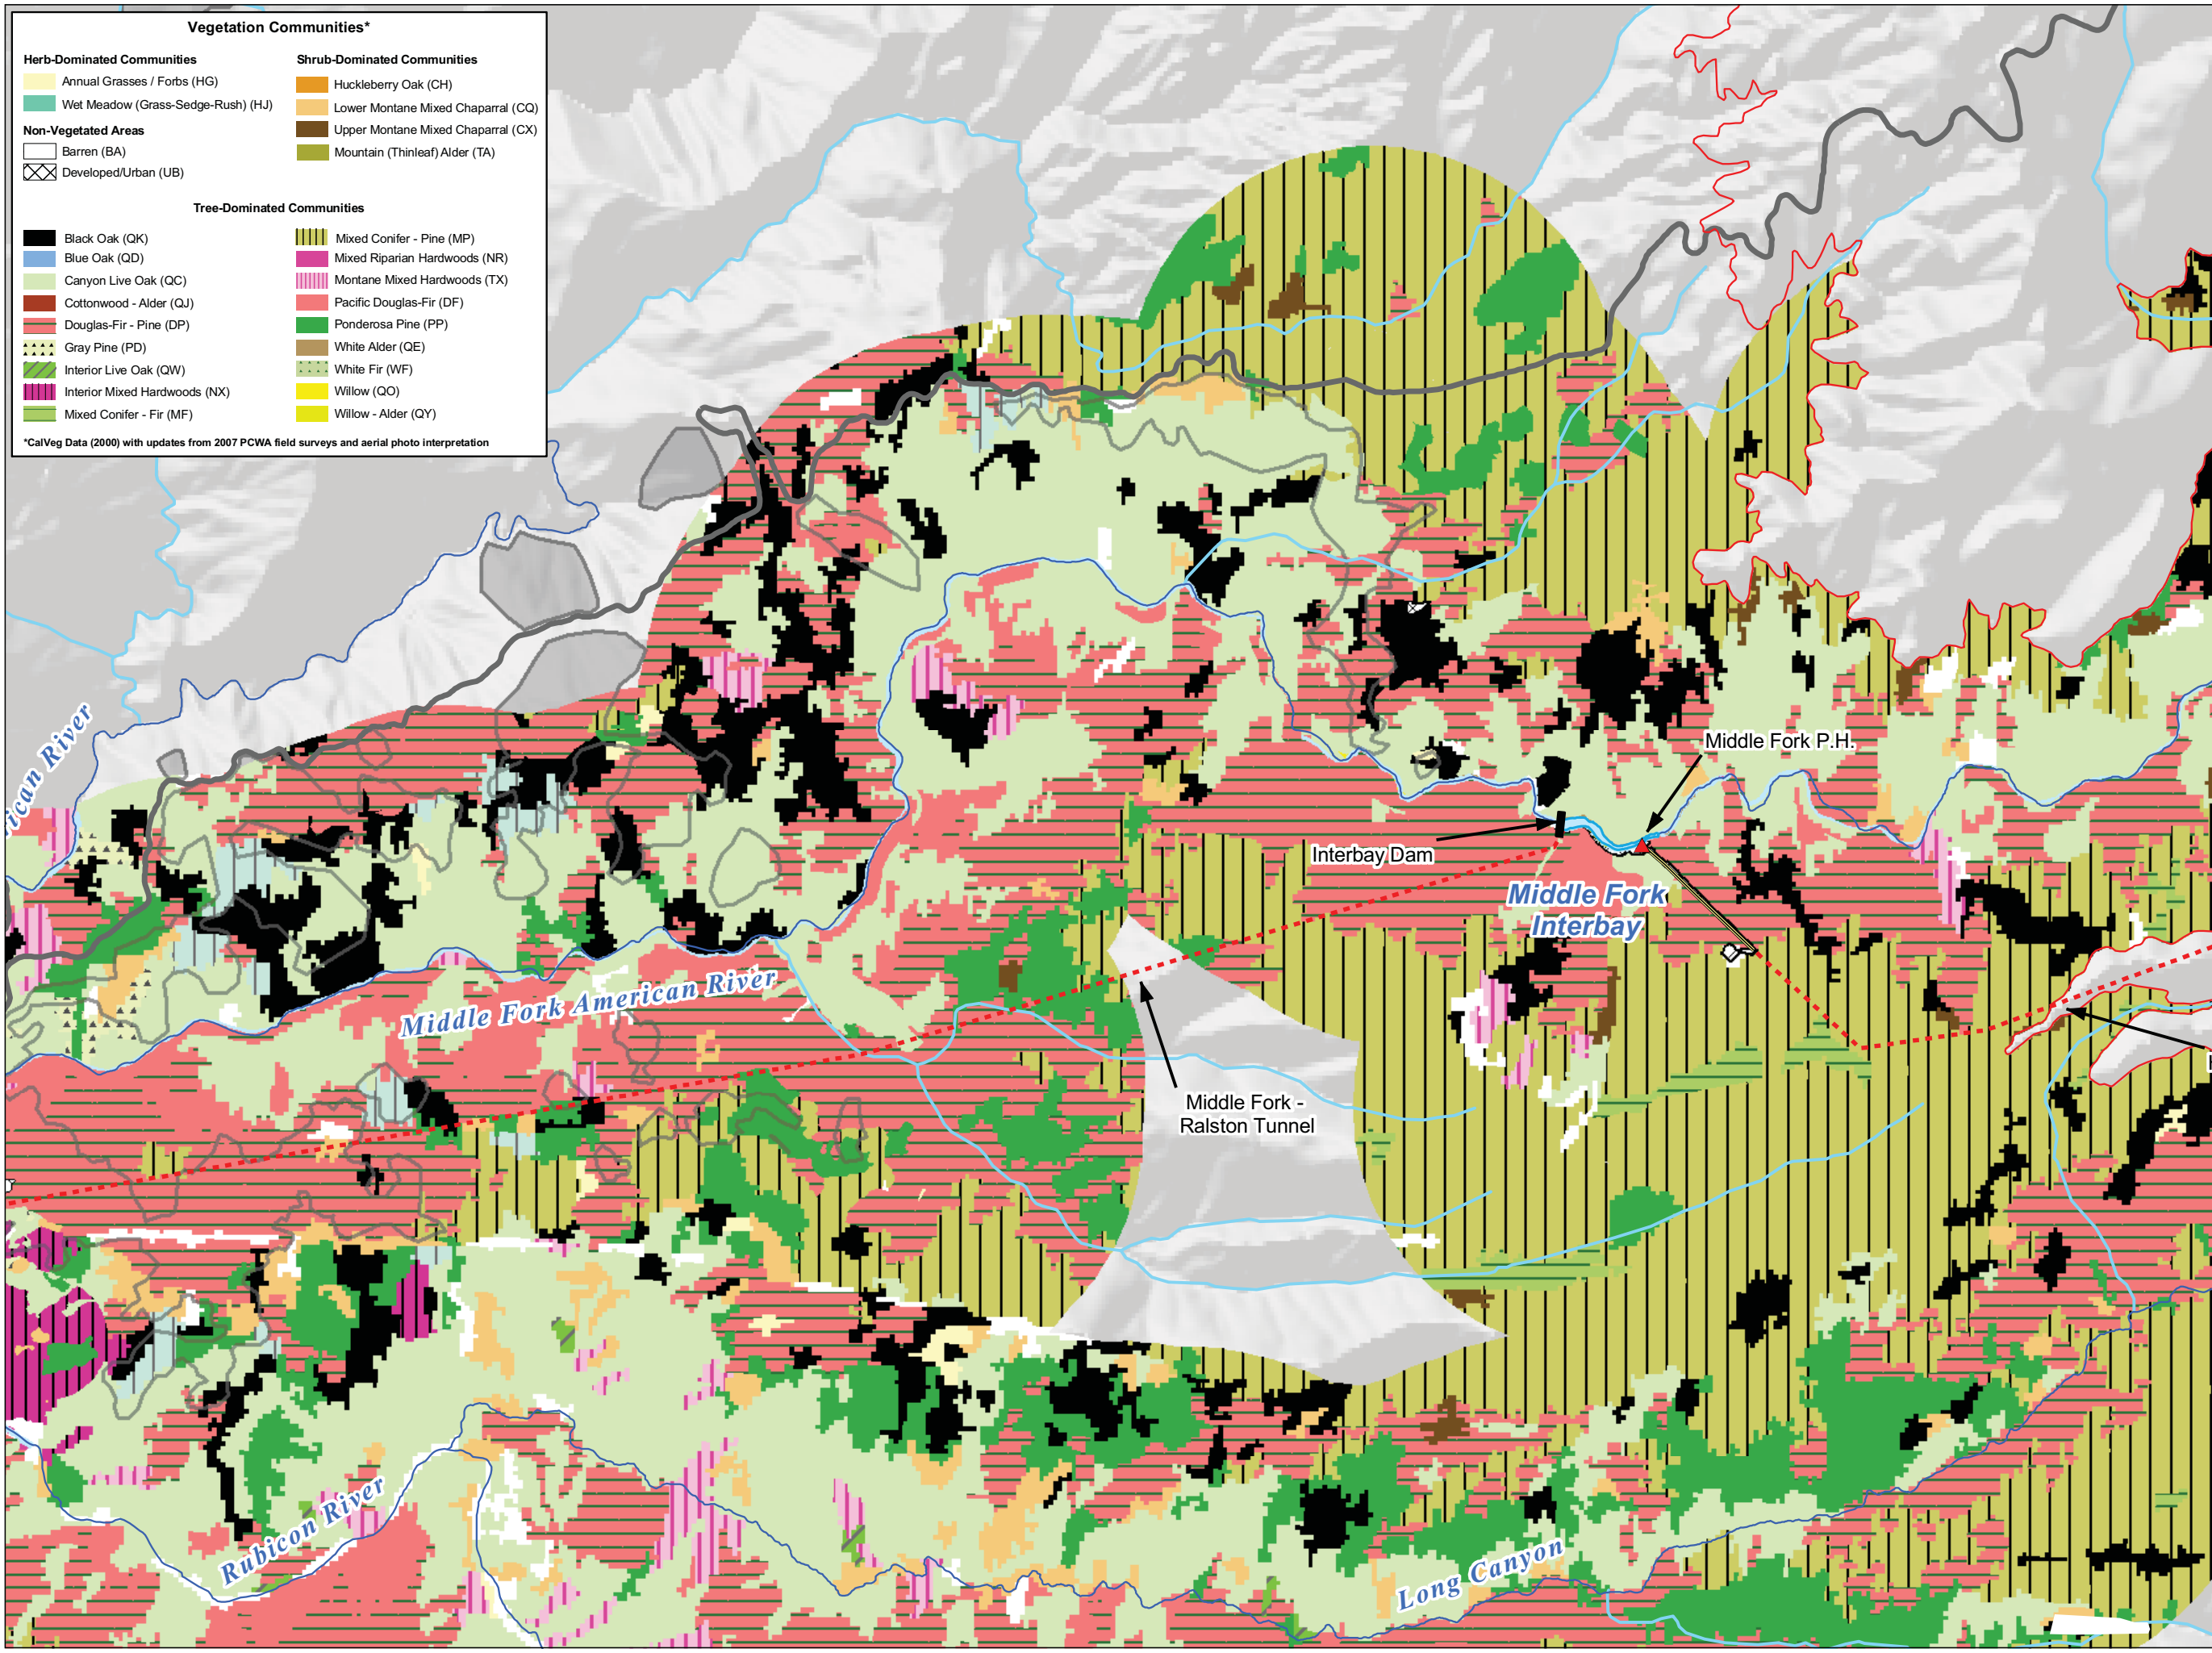 Vegetation Communities*
Herb-Dominated Communities
Annual Grasses / Forbs (HG)
Wet Meadow (Grass-Sedge-Rush) (HJ)
Non-Vegetated Areas
Barren (BA)
Developed/Urban (UB)
Shrub-Dominated Communities
Huckleberry Oak (CH)
Lower Montane Mixed Chaparral (CQ)
Upper Montane Mixed Chaparral (CX)
Mountain (Thinleaf) Alder (TA)
Tree-Dominated Communities
Black Oak (QK)
Blue Oak (QD)
Canyon Live Oak (QC)
Cottonwood - Alder (QJ)
Douglas-Fir - Pine (DP)
Gray Pine (PD)
Interior Live Oak (QW)
Interior Mixed Hardwoods (NX)
Mixed Conifer - Fir (MF)
Mixed Conifer - Pine (MP)
Mixed Riparian Hardwoods (NR)
Montane Mixed Hardwoods (TX)
Pacific Douglas-Fir (DF)
Ponderosa Pine (PP)
White Alder (QE)
White Fir (WF)
Willow (QO)
Willow - Alder (QY)
*CalVeg Data (2000) with updates from 2007 PCWA field surveys and aerial photo interpretation
rican River
Middle Fork P.H.
Interbay Dam
Middle Fork
Interbay
Middle Fork American River
Middle Fork -
Ralston Tunnel
Rubicon River
Long Canyon